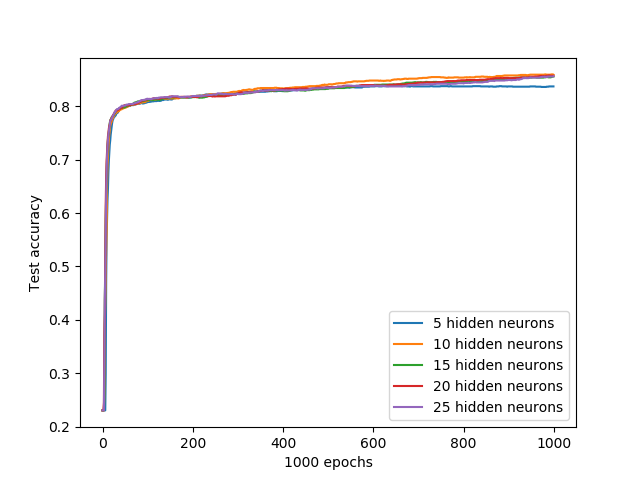 Test accuracy
0.8
0.7
0.6
0.5
0.4
0.3
0.2
0
200
400
600
800
1000
1000 epochs
5 hidden neurons
10 hidden neurons
15 hidden neurons
20 hidden neurons
25 hidden neurons